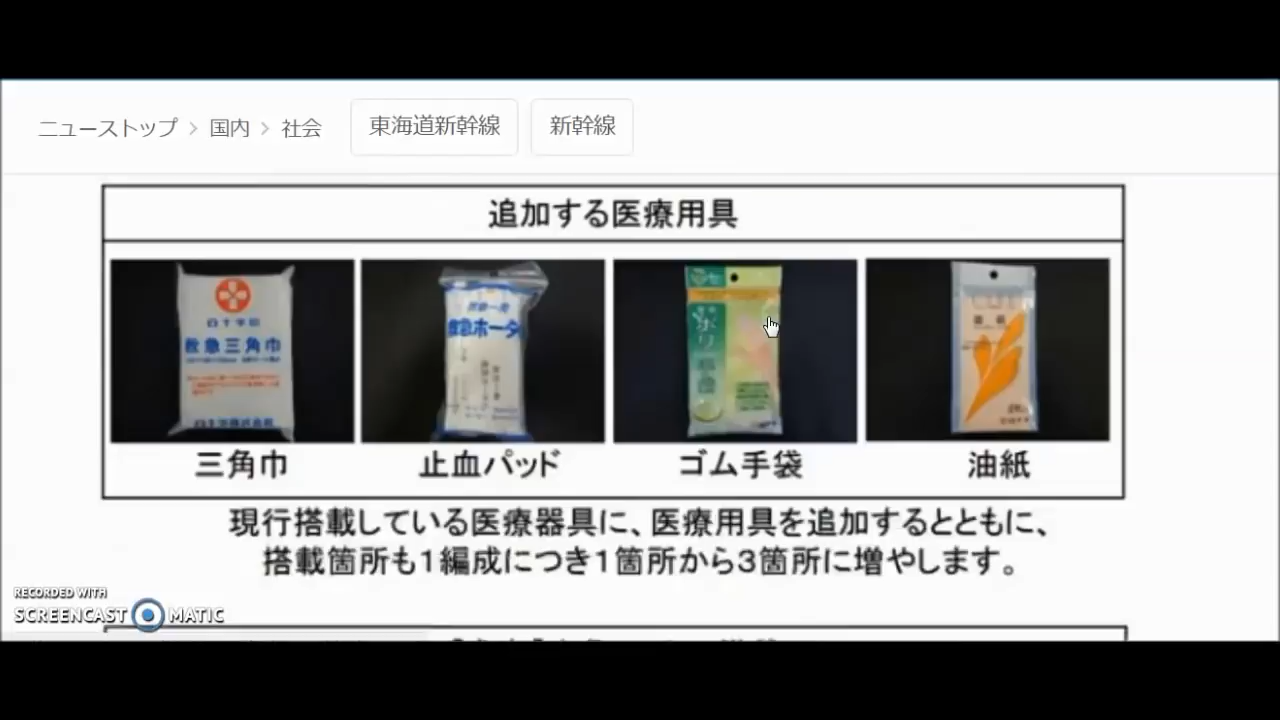 ニューストップ > 国内 > 社会 東海道新幹線 新幹線
追加する医療用具
救急三角巾
三角巾 止血パッド ゴム手袋 油紙
現行搭載している医療器具に、医療用具を追加するとともに、
搭載箇所も1編成につき1箇所から3箇所に増やします。
RECORDED WITH
SCREENCAST MATIC